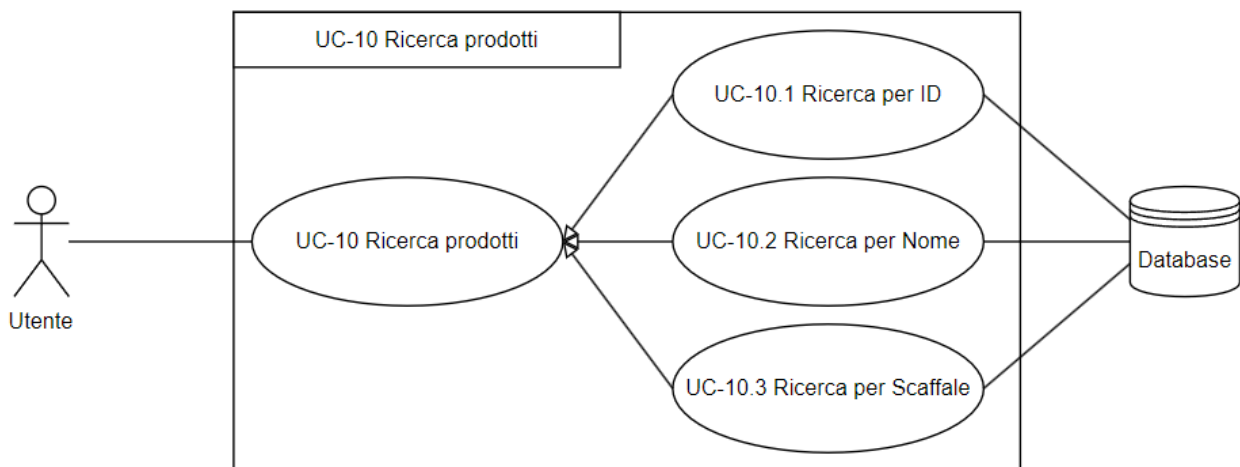 UC-10 Ricerca prodotti
UC-10.1 Ricerca per ID
UC-10 Ricerca prodotti
UC-10.2 Ricerca per Nome
Database
Utente
UC-10.3 Ricerca per Scaffale